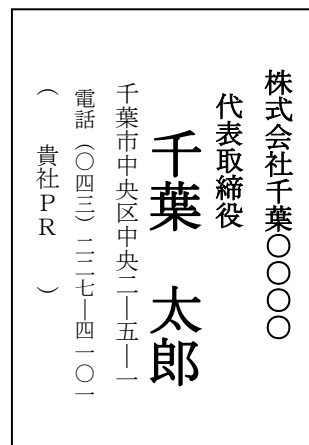 株式会社千葉〇〇〇〇
代表取締役
千葉　太郎
千葉市中央区中央二―五―一
電話（〇四三）二二七―四一〇一
（　貴社ＰＲ　）